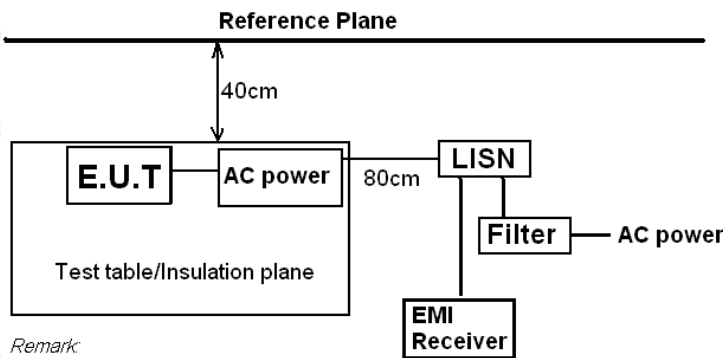 Reference Plane
40cm
E.U.T
AC power
80cm
LISN
Filter
AC power
Test table/Insulation plane
EMI
Receiver
Remark: